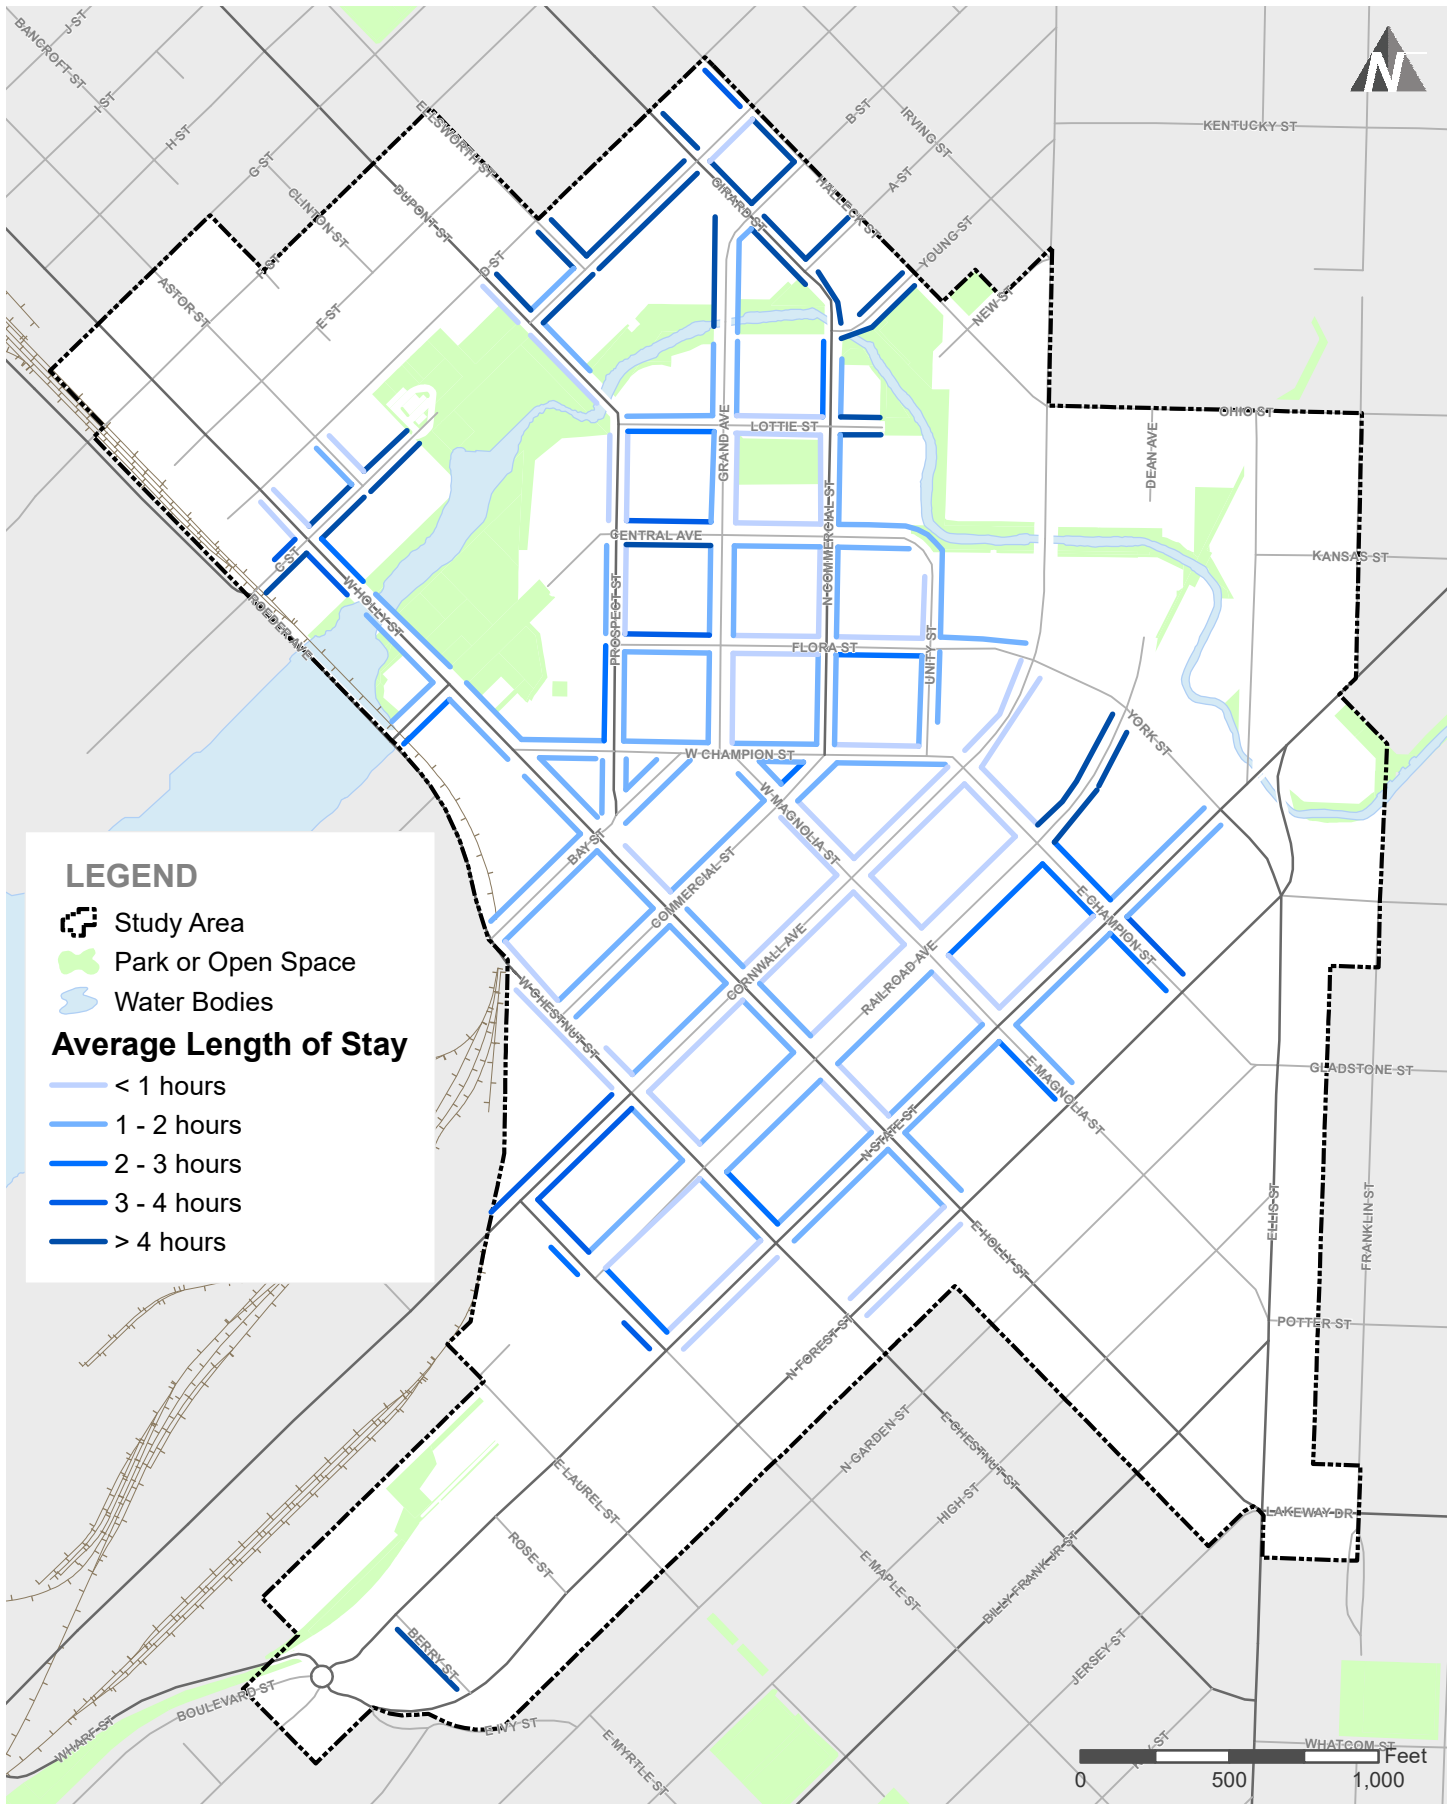 J ST
BANCROFT ST
I ST
H ST
G ST
ELLSWORTH ST
CLINTON ST
DUPONT ST
F ST
E ST
ASTOR ST
D ST
GIRARD ST
B ST
IRVING ST
A ST
HALLECK ST
YOUNG ST
NEW ST
N
KENTUCKY ST
OHIO ST
DEAN AVE
KANSAS ST
LOTTIE ST
GRAND AVE
CENTRAL AVE
N COMMERCIAL ST
PROSPECT ST
FLORA ST
UNITY ST
C ST
W HOLLY ST
ROEDER AVE
W CHAMPION ST
YORK ST
W MAGNOLIA ST
BAY ST
COMMERCIAL ST
CORNWALL AVE
RAILROAD AVE
E CHAMPION ST
W CHESTNUT ST
N STATE ST
E MAGNOLIA ST
GLADSTONE ST
ELLIS ST
FRANKLIN ST
E HOLLY ST
POTTER ST
N FOREST ST
N GARDEN ST
E CHESTNUT ST
HIGH ST
LAKEWAY DR
E LAUREL ST
ROSE ST
E MAPLE ST
BILLY FRANK JR ST
JERSEY ST
BERRY ST
BOULEVARD ST
WHARF ST
E IVY ST
E MYRTLE ST
WHATCOM ST
LEGEND
Study Area
Park or Open Space
Water Bodies
Average Length of Stay
< 1 hours
1 - 2 hours
2 - 3 hours
3 - 4 hours
> 4 hours
Feet
0 500 1,000